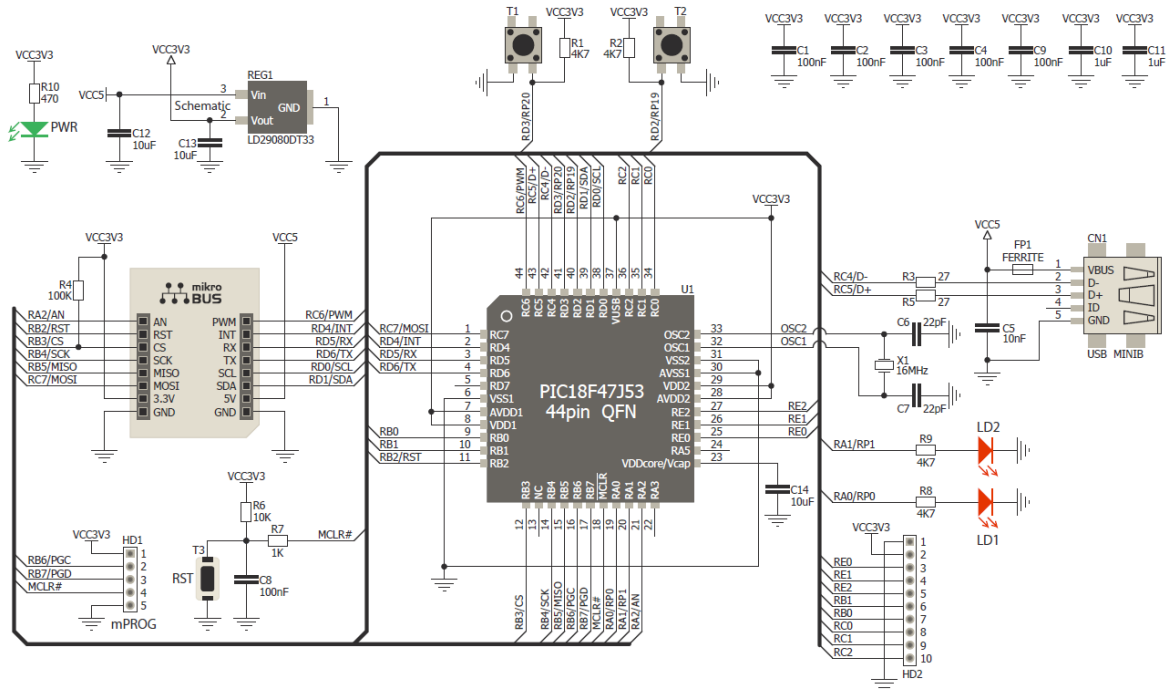 T1
VCC3V3
VCC3V3
T2
R1
4K7
R2
4K7
RD3/RP20
RD2/RP19
VCC3V3
VCC3V3
VCC3V3
VCC3V3
VCC3V3
VCC3V3
VCC3V3
C1
100nF
C2
100nF
C3
100nF
C4
100nF
C9
100nF
C10
1uF
C11
1uF
VCC3V3
R10
470
PWR
VCC3V3
VCC5
Schematic
REG1
3
Vin
GND
1
2
Vout
LD29080DT33
C12
10uF
C13
10uF
VCC3V3
VCC5
R4
100K
mikro
BUS
RA2/AN
RB2/RST
RB3/CS
RB4/SCK
RB5/MISO
RC7/MOSI
AN
RST
CS
SCK
MISO
MOSI
3.3V
GND
PWM
INT
RX
TX
SCL
SDA
5V
GND
RC6/PWM
RD4/INT
RD5/RX
RD6/TX
RD0/SCL
RD1/SDA
RC7/MOSI
RD4/INT
RD5/RX
RD6/TX
RB0
RB1
RB2/RST
RC6/PWM
RC5/D+
RC4/D-
RD3/RP20
RD2/RP19
RD1/SDA
RD0/SCL
RC2
RC1
RC0
VCC3V3
44
43
42
41
40
39
38
37
36
35
34
U1
RC6
RC5
RC4
RD3
RD2
RD1
RD0
VUSB
RC2
RC1
RC0
1
2
3
4
5
6
7
8
9
10
11
RC7
RD4
RD5
RD6
RD7
VSS1
AVDD1
VDD1
RB0
RB1
RB2
PIC18F47J53
44pin QFN
OSC2
OSC1
VSS2
AVSS1
VDD2
AVDD2
RE2
RE1
RE0
RA5
VDDcore/Vcap
33
32
31
30
29
28
27
26
25
24
23
RB3
NC
RB4
RB5
RB6
RB7
MCLR
RA0
RA1
RA2
RA3
12
13
14
15
16
17
18
19
20
21
22
RB3/CS
RB4/SCK
RB5/MISO
RB6/PGC
RB7/PGD
MCLR#
RA0/RP0
RA1/RP1
RA2/AN
OSC2
OSC1
RE2
RE1
RE0
C6
22pF
X1
16MHz
C7
22pF
C14
10uF
RC4/D-
RC5/D+
R3
27
R5
27
VCC5
FP1
FERRITE
C5
10nF
CN1
1
2
3
4
5
VBUS
D-
D+
ID
GND
USB MINIB
RA1/RP1
R9
4K7
LD2
RA0/RP0
R8
4K7
LD1
VCC3V3
R6
10K
R7
1K
MCLR#
T3
RST
C8
100nF
VCC3V3
HD1
1
2
3
4
5
RB6/PGC
RB7/PGD
MCLR#
mPROG
VCC3V3
RE0
RE1
RE2
RB1
RB0
RC0
RC1
RC2
1
2
3
4
5
6
7
8
9
10
HD2